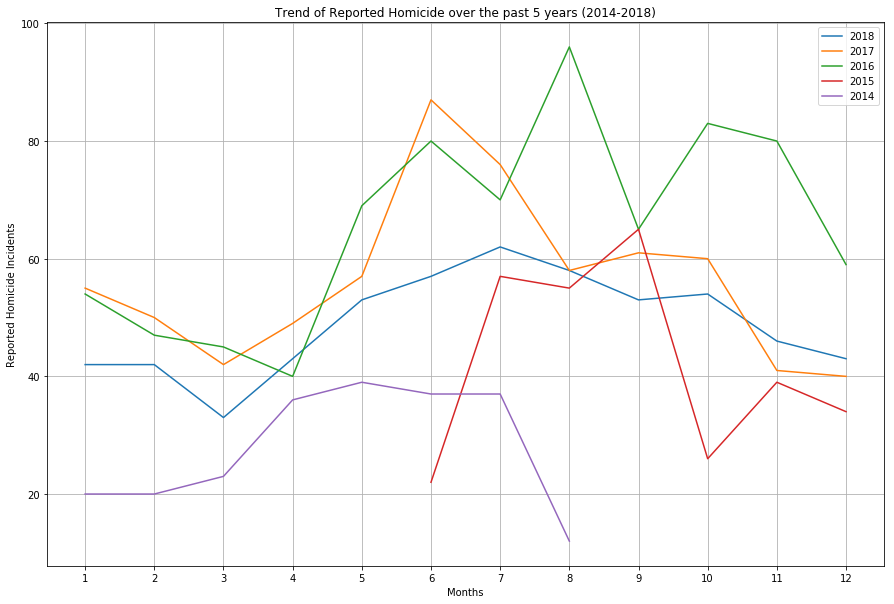 Trend of Reported Homicide over the past 5 years (2014-2018)
2018
2017
2016
2015
2014
Reported Homicide Incidents
100
80
60
40
20
1 2 3 4 5 6 7 8 9 10 11 12
Months